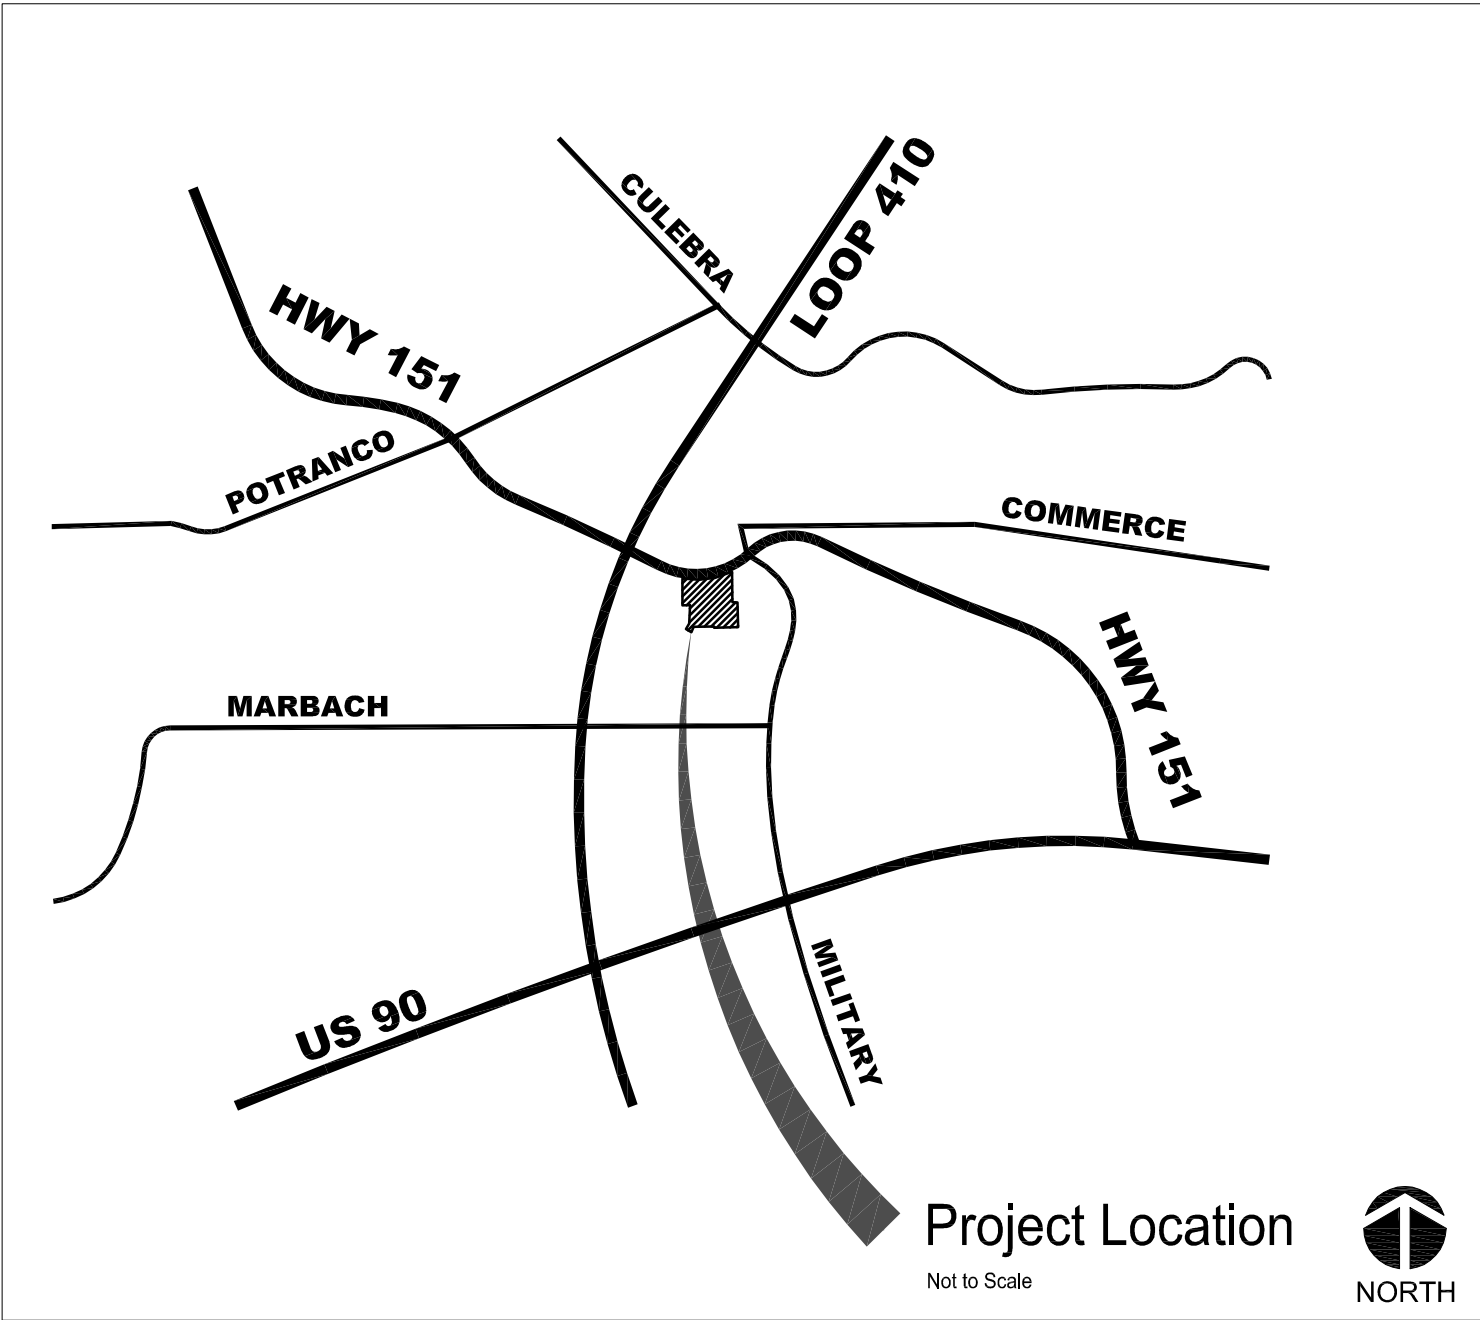 CULEBRA
LOOP 410
HWY 151
POTRANCO
COMMERCE
HWY 151
MARBACH
US 90
MILITARY
Project Location
Not to Scale
NORTH